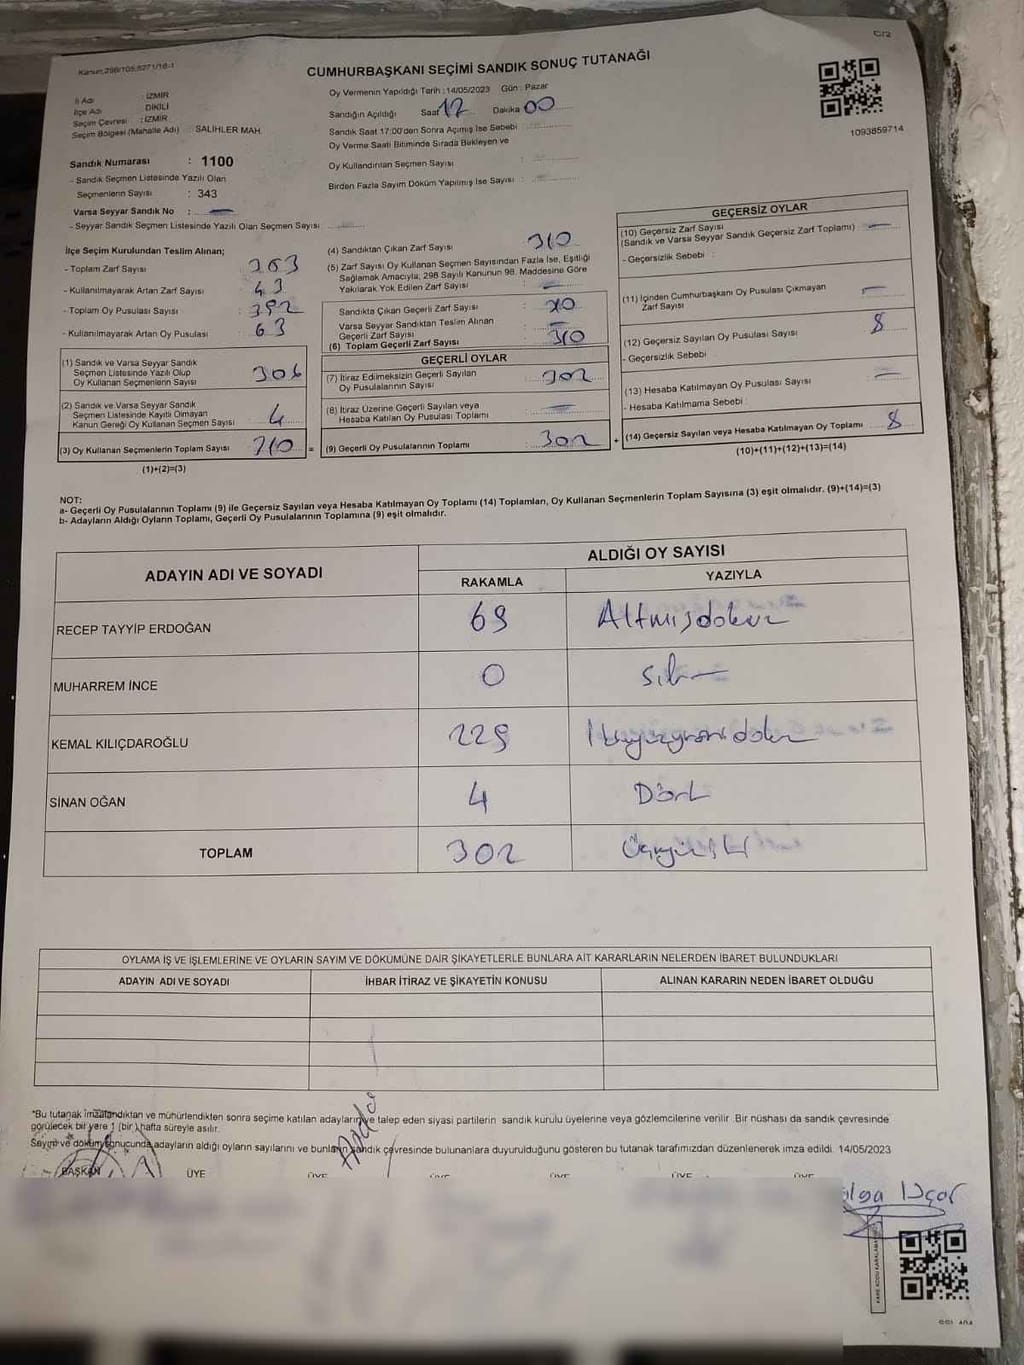 C/2
Kanun:298/105,6271/18-1
CUMHURBAŞKANI SEÇİMİ SANDIK SONUÇ TUTANAĞI
İl Adı : İZMİR
İlçe Adı DİKİLİ
Seçim Çevresi : İZMİR
Seçim Bölgesi (Mahalle Adı) SALİHLER MAH.
Oy Vermenin Yapıldığı Tarih :14/05/2023 Gün : Pazar
Sandığın Açıldığı Saat 17 Dakika 00
Sandık Saat 17:00'den Sonra Açılmış İse Sebebi
Oy Verme Saati Bitiminde Sırada Bekleyen ve
Oy Kullandırılan Seçmen Sayısı
Birden Fazla Sayım Döküm Yapılmış İse Sayısı :
1093859714
Sandık Numarası : 1100
- Sandık Seçmen Listesinde Yazılı Olan
Seçmenlerin Sayısı : 343
Varsa Seyyar Sandık No :
- Seyyar Sandık Seçmen Listesinde Yazılı Olan Seçmen Sayısı :
İlçe Seçim Kurulundan Teslim Alınan;
- Toplam Zarf Sayısı
- Kullanılmayarak Artan Zarf Sayısı 43
- Toplam Oy Pusulası Sayısı
- Kullanılmayarak Artan Oy Pusulası 63
(1) Sandık ve Varsa Seyyar Sandık
Seçmen Listesinde Yazılı Olup
Oy Kullanan Seçmenlerin Sayısı 306
(2) Sandık ve Varsa Seyyar Sandık
Seçmen Listesinde Kayıtlı Olmayan
Kanun Gereği Oy Kullanan Seçmen Sayısı 4
(3) Oy Kullanan Seçmenlerin Toplam Sayısı 310 =
(1)+(2)=(3)
(4) Sandıktan Çıkan Zarf Sayısı 310
(5) Zarf Sayısı Oy Kullanan Seçmen Sayısından Fazla İse, Eşitliği
Sağlamak Amacıyla, 298 Sayılı Kanunun 98. Maddesine Göre
Yakılarak Yok Edilen Zarf Sayısı
Sandıkta Çıkan Geçerli Zarf Sayısı
Varsa Seyyar Sandıktan Teslim Alınan
Geçerli Zarf Sayısı
(6) Toplam Geçerli Zarf Sayısı 310
GEÇERLİ OYLAR
(7) İtiraz Edilmeksizin Geçerli Sayılan
Oy Pusulalarının Sayısı 302
(8) İtiraz Üzerine Geçerli Sayılan veya
Hesaba Katılan Oy Pusulası Toplamı
(9) Geçerli Oy Pusulalarının Toplamı 302 +
GEÇERSİZ OYLAR
(10) Geçersiz Zarf Sayısı
(Sandık ve Varsa Seyyar Sandık Geçersiz Zarf Toplamı)
- Geçersizlik Sebebi :
(11) İçinden Cumhurbaşkanı Oy Pusulası Çıkmayan
Zarf Sayısı
(12) Geçersiz Sayılan Oy Pusulası Sayısı 8
- Geçersizlik Sebebi
(13) Hesaba Katılmayan Oy Pusulası Sayısı
- Hesaba Katılmama Sebebi
(14) Geçersiz Sayılan veya Hesaba Katılmayan Oy Toplamı 8
(10)+(11)+(12)+(13)=(14)
NOT:
a- Geçerli Oy Pusulalarının Toplamı (9) ile Geçersiz Sayılan veya Hesaba Katılmayan Oy Toplamı (14) Toplamları, Oy Kullanan Seçmenlerin Toplam Sayısına (3) eşit olmalıdır. (9)+(14)=(3)
b- Adayların Aldığı Oyların Toplamı, Geçerli Oy Pusulalarının Toplamına (9) eşit olmalıdır.
ADAYIN ADI VE SOYADI ALDIĞI OY SAYISI
RAKAMLA YAZIYLA
RECEP TAYYİP ERDOĞAN 69 Altmışdokuz
MUHARREM İNCE 0 Sıfır
KEMAL KILIÇDAROĞLU 229 İkiyüzyirmidokuz
SİNAN OĞAN 4 Dört
TOPLAM 302 Üçyüziki
OYLAMA İŞ VE İŞLEMLERİNE VE OYLARIN SAYIM VE DÖKÜMÜNE DAİR ŞİKAYETLERLE BUNLARA AİT KARARLARIN NELERDEN İBARET BULUNDUKLARI
ADAYIN ADI VE SOYADI İHBAR İTİRAZ VE ŞİKAYETİN KONUSU ALINAN KARARIN NEDEN İBARET OLDUĞU
*Bu tutanak imzalandıktan ve mühürlendikten sonra seçime katılan adayların ve talep eden siyasi partilerin sandık kurulu üyelerine veya gözlemcilerine verilir. Bir nüshası da sandık çevresinde
görülecek bir yere 1 (bir) hafta süreyle asılır.
Sayım ve döküm sonucunda adayların aldığı oyların sayılarını ve bunların sandık çevresinde bulunanlara duyurulduğunu gösteren bu tutanak tarafımızdan düzenlenerek imza edildi. 14/05/2023
BAŞKAN ÜYE ÜYE ÜYE ÜYE ÜYE ÜYE